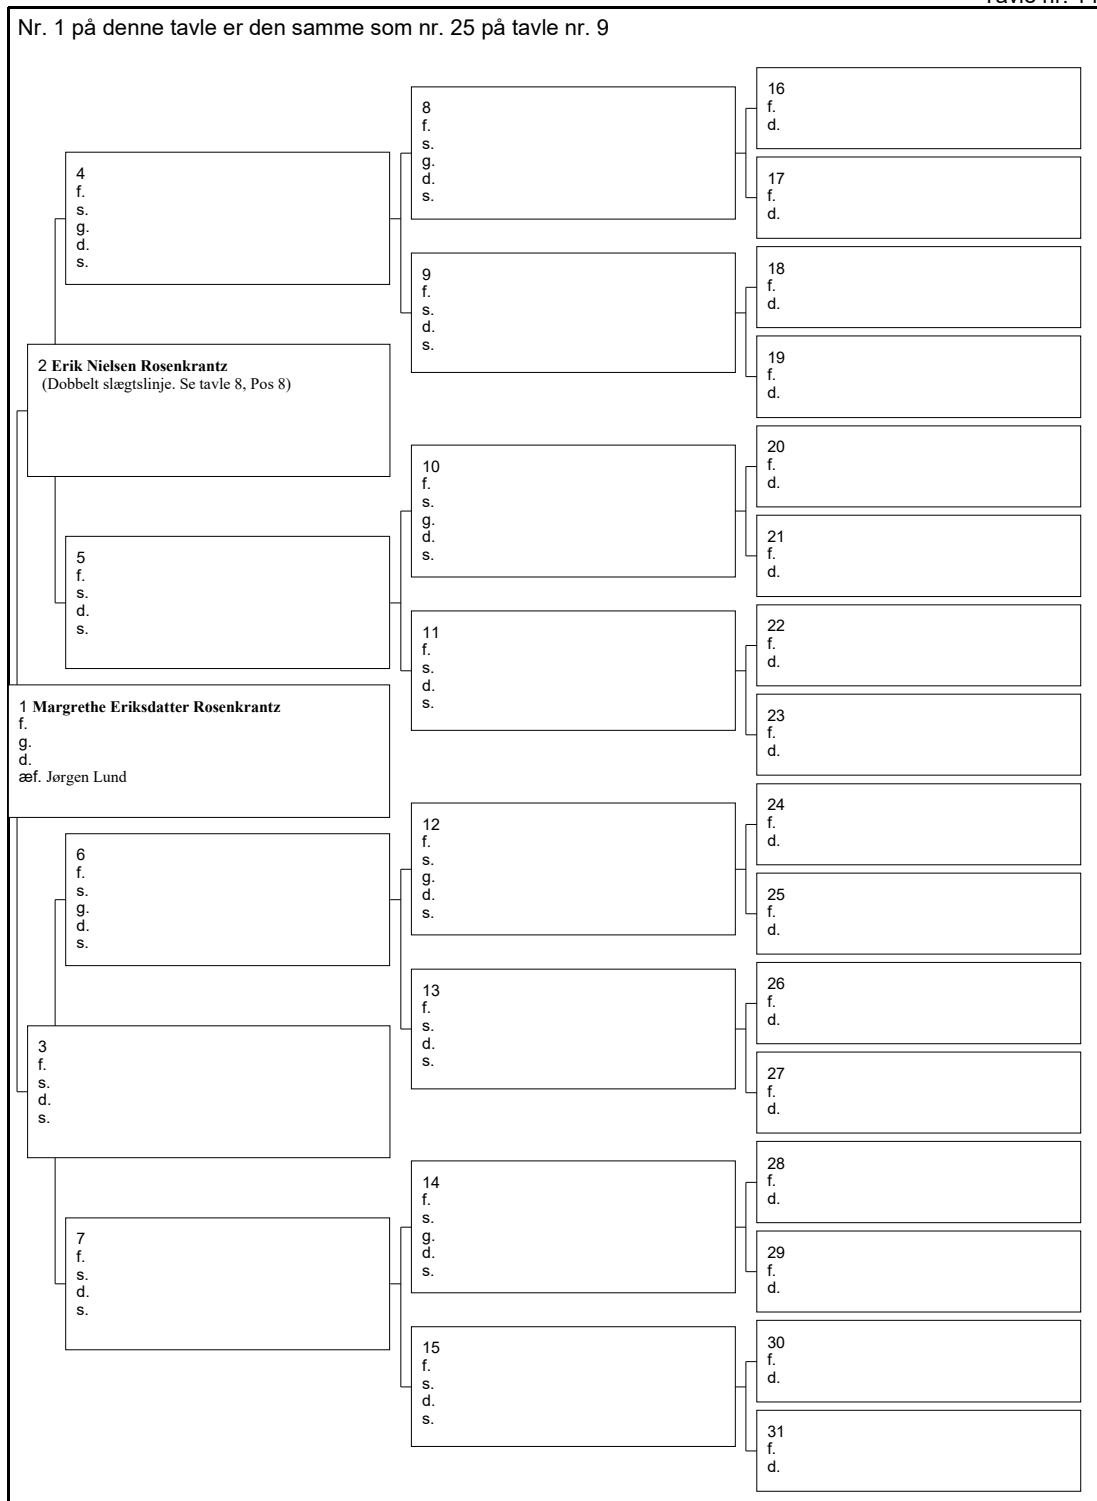 Nr. 1 på denne tavle er den samme som nr. 25 på tavle nr. 9
16
f.
d.
8
f.
s.
g.
d.
s.
17
f.
d.
4
f.
s.
g.
d.
s.
18
f.
d.
9
f.
s.
d.
s.
19
f.
d.
2 Erik Nielsen Rosenkrantz
(Dobbelt slægtslinje. Se tavle 8, Pos 8)
20
f.
d.
10
f.
s.
g.
d.
s.
21
f.
d.
5
f.
s.
d.
s.
22
f.
d.
11
f.
s.
d.
s.
23
f.
d.
1 Margrethe Eriksdatter Rosenkrantz
f.
g.
d.
æf. Jørgen Lund
24
f.
d.
12
f.
s.
g.
d.
s.
25
f.
d.
6
f.
s.
g.
d.
s.
26
f.
d.
13
f.
s.
d.
s.
27
f.
d.
3
f.
s.
d.
s.
28
f.
d.
14
f.
s.
g.
d.
s.
29
f.
d.
7
f.
s.
d.
s.
30
f.
d.
15
f.
s.
d.
s.
31
f.
d.